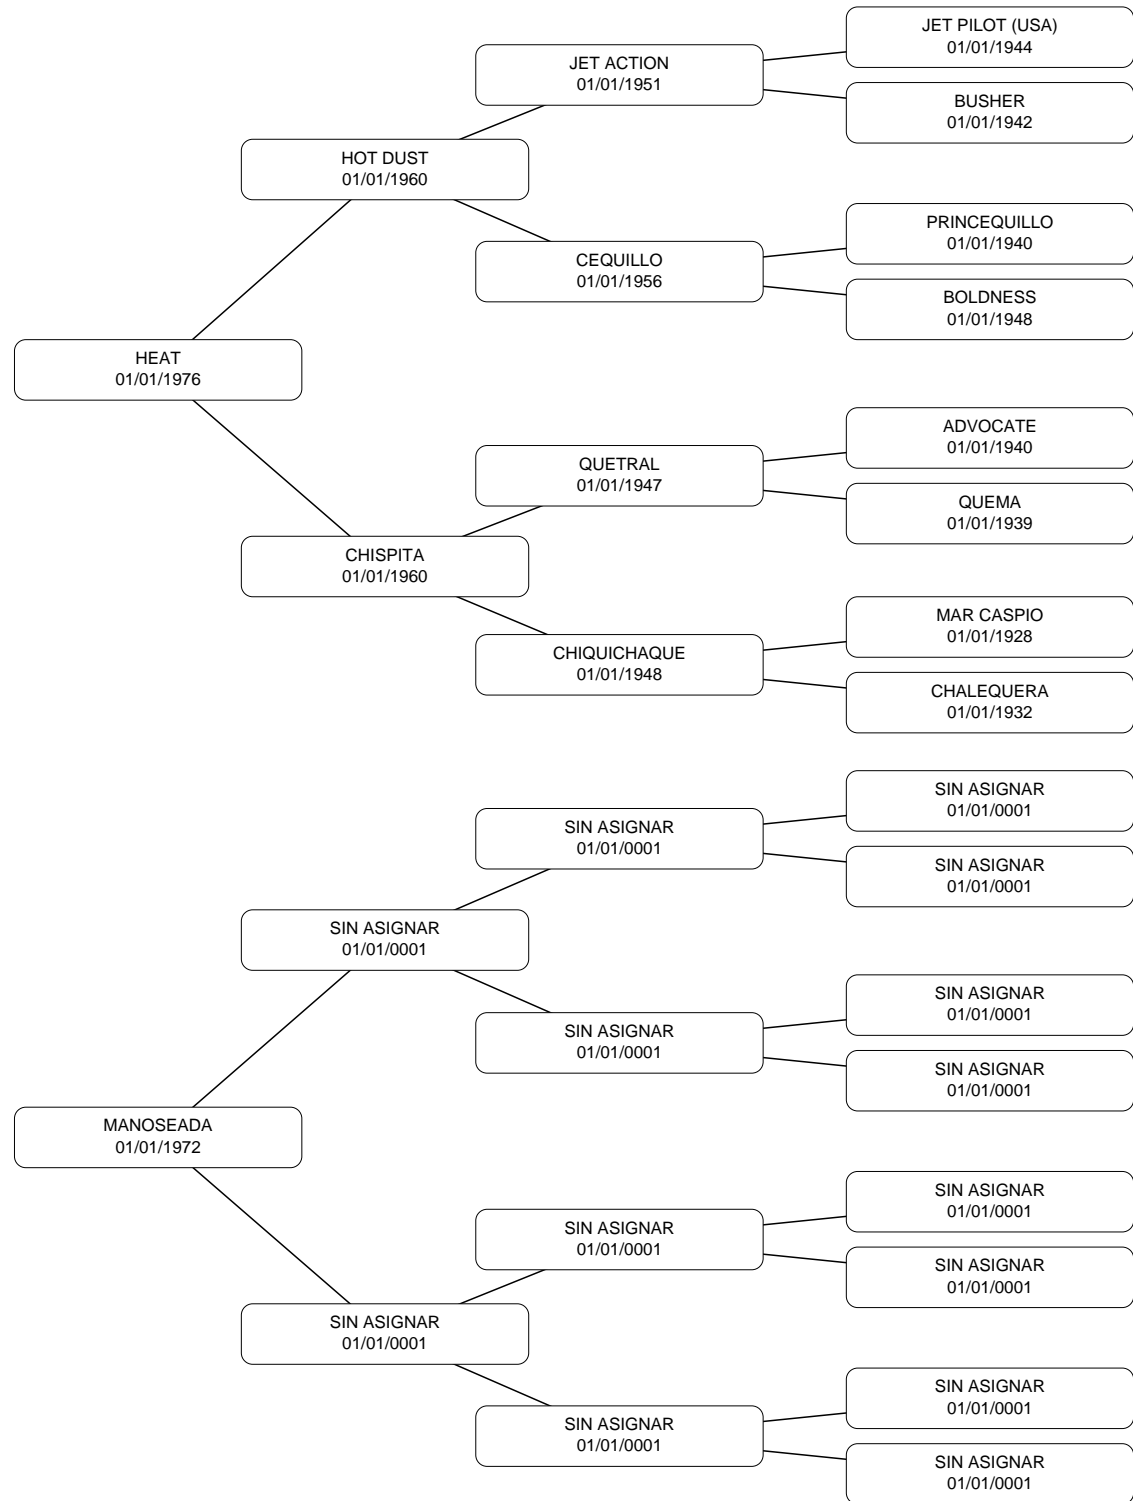 JET PILOT (USA)
01/01/1944
JET ACTION
01/01/1951
BUSHER
01/01/1942
HOT DUST
01/01/1960
PRINCEQUILLO
01/01/1940
CEQUILLO
01/01/1956
BOLDNESS
01/01/1948
HEAT
01/01/1976
ADVOCATE
01/01/1940
QUETRAL
01/01/1947
QUEMA
01/01/1939
CHISPITA
01/01/1960
MAR CASPIO
01/01/1928
CHIQUICHAQUE
01/01/1948
CHALEQUERA
01/01/1932
SIN ASIGNAR
01/01/0001
SIN ASIGNAR
01/01/0001
SIN ASIGNAR
01/01/0001
SIN ASIGNAR
01/01/0001
SIN ASIGNAR
01/01/0001
SIN ASIGNAR
01/01/0001
SIN ASIGNAR
01/01/0001
MANOSEADA
01/01/1972
SIN ASIGNAR
01/01/0001
SIN ASIGNAR
01/01/0001
SIN ASIGNAR
01/01/0001
SIN ASIGNAR
01/01/0001
SIN ASIGNAR
01/01/0001
SIN ASIGNAR
01/01/0001
SIN ASIGNAR
01/01/0001